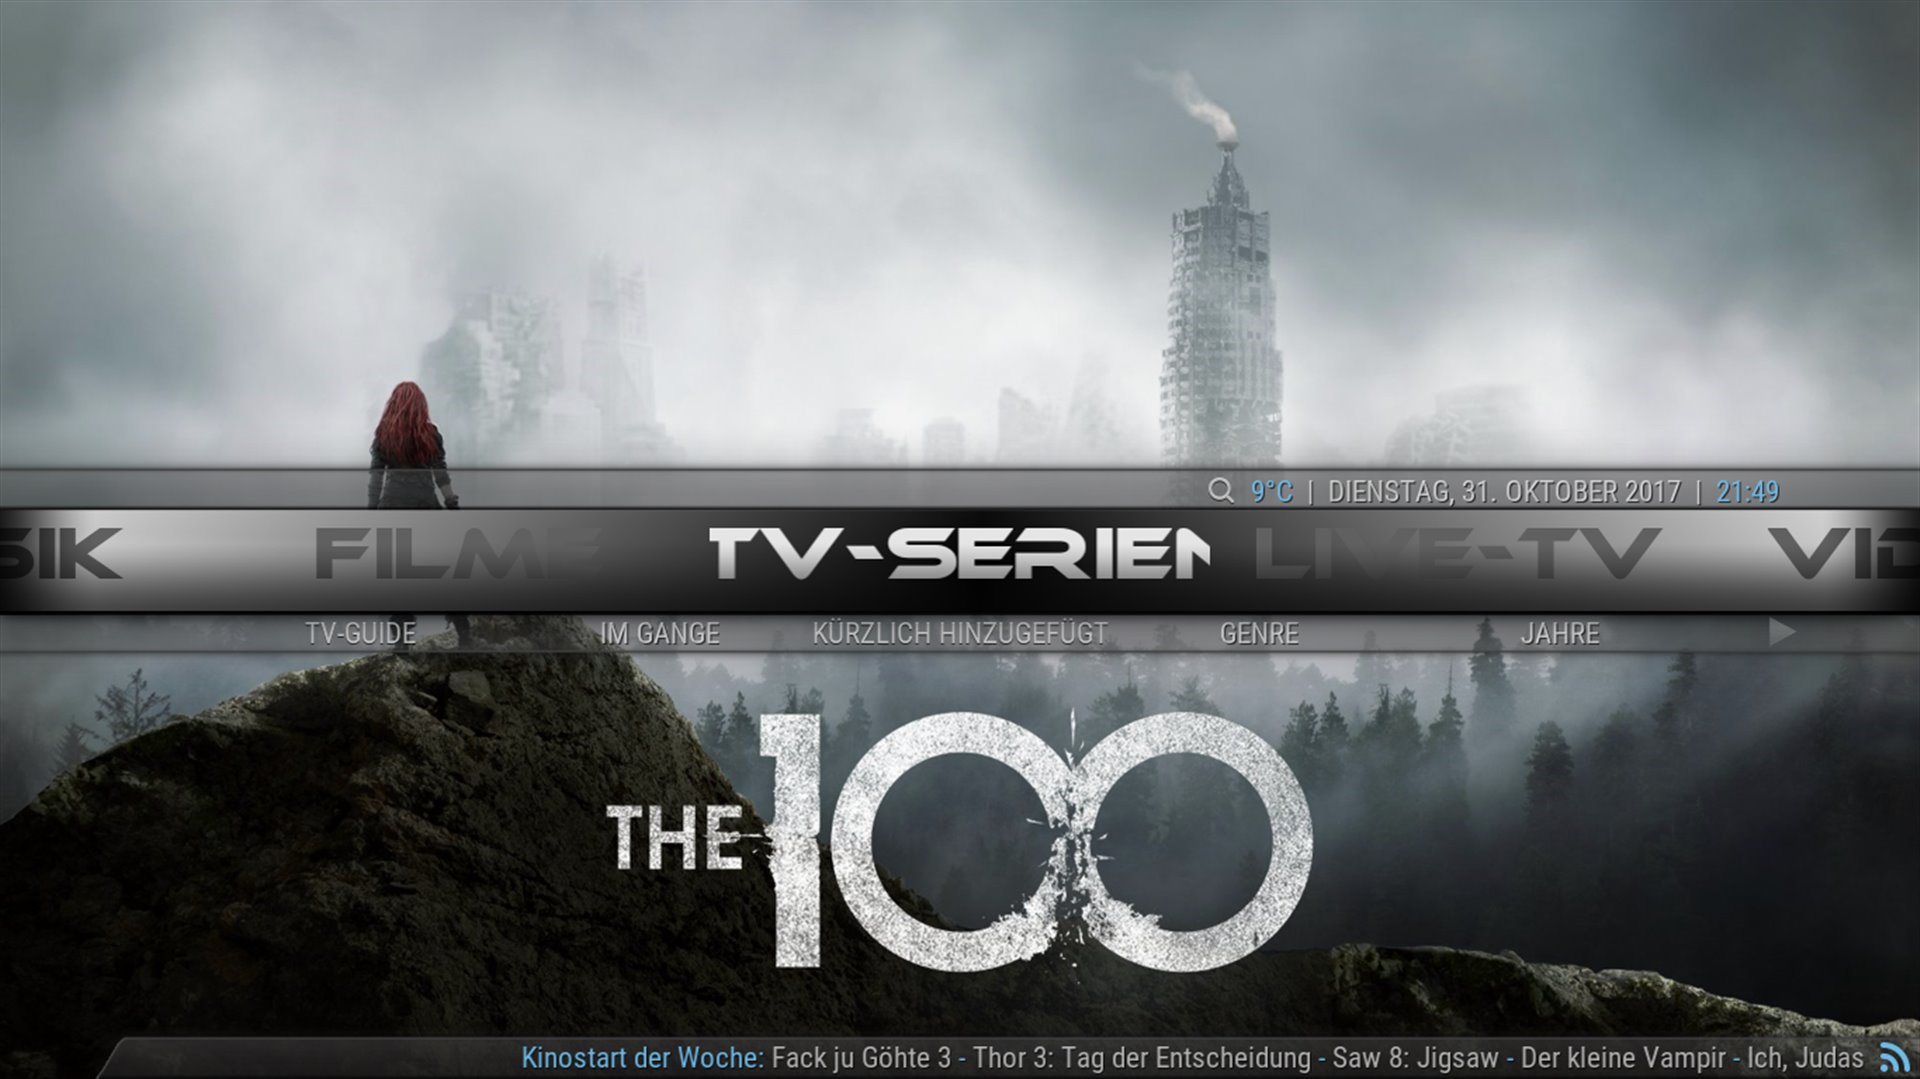 9°C | DIENSTAG, 31. OKTOBER 2017 | 21:49
SIK FILME TV-SERIEN LIVE-TV VID
TV-GUIDE IM GANGE KÜRZLICH HINZUGEFÜGT GENRE JAHRE
THE 100
Kinostart der Woche: Fack ju Göhte 3 - Thor 3: Tag der Entscheidung - Saw 8: Jigsaw - Der kleine Vampir - Ich, Judas